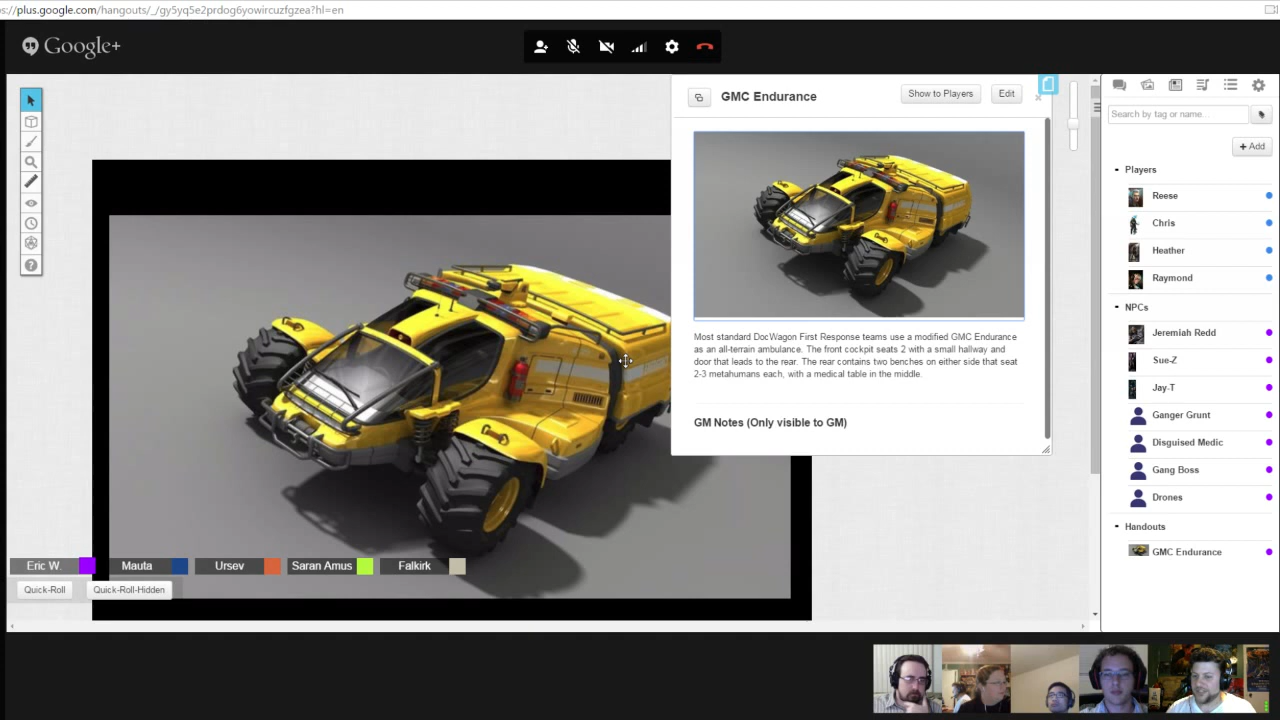 s://plus.google.com/hangouts/_/gy5yq5e2prdog6yowircuzfgzea?hl=en
Google+
GMC Endurance
Show to Players
Edit
Most standard DocWagon First Response teams use a modified GMC Endurance
as an all-terrain ambulance. The front cockpit seats 2 with a small hallway and
door that leads to the rear. The rear contains two benches on either side that seat
2-3 metahumans each, with a medical table in the middle.
GM Notes (Only visible to GM)
Search by tag or name...
+ Add
Players
Reese
Chris
Heather
Raymond
NPCs
Jeremiah Redd
Sue-Z
Jay-T
Ganger Grunt
Disguised Medic
Gang Boss
Drones
Handouts
GMC Endurance
Eric W.
Mauta
Ursev
Saran Amus
Falkirk
Quick-Roll
Quick-Roll-Hidden